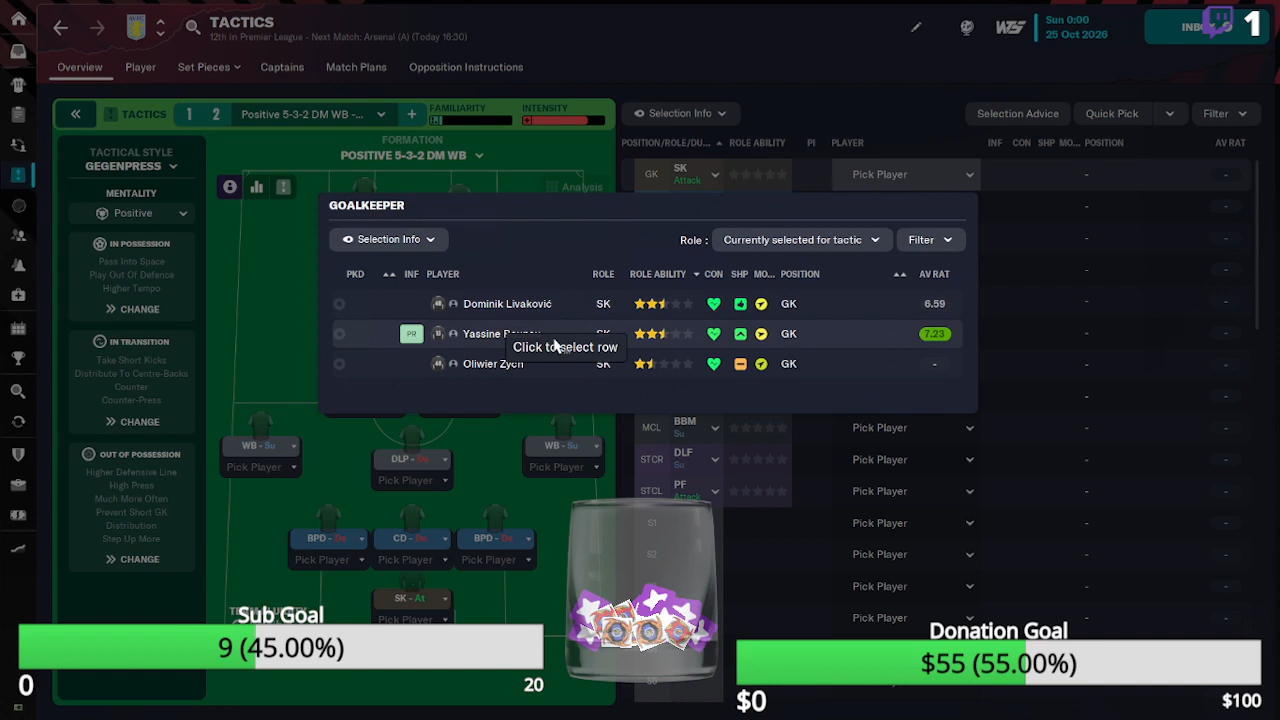 TACTICS
12th in Premier League - Next Match: Arsenal (A) (Today 16:30)
Sun 0:00
25 Oct 2026
1
Overview Player Set Pieces Captains Match Plans Opposition Instructions
TACTICS 1 2 Positive 5-3-2 DM WB -... +
FAMILIARITY INTENSITY
Selection Info Selection Advice Quick Pick Filter
TACTICAL STYLE
GEGENPRESS
MENTALITY
Positive
IN POSSESSION
Pass Into Space
Play Out Of Defence
Higher Tempo
CHANGE
IN TRANSITION
Take Short Kicks
Distribute To Centre-Backs
Counter
Counter-Press
CHANGE
OUT OF POSSESSION
Higher Defensive Line
High Press
Much More Often
Prevent Short GK
Distribution
Step Up More
CHANGE
FORMATION
POSITIVE 5-3-2 DM WB
Analysis
POSITION/ROLE/DU... ROLE ABILITY PI PLAYER INF CON SHP MO... POSITION AV RAT
GK SK Attack Pick Player - -
GOALKEEPER
Selection Info Role : Currently selected for tactic Filter
PKD INF PLAYER ROLE ROLE ABILITY CON SHP MO... POSITION AV RAT
Dominik Livaković SK GK 6.59
PR Yassine GK 7.23
Click to select row
Oliwier Zych SK GK -
WB - Su
Pick Player
DLP - De
Pick Player
WB - Su
Pick Player
BPD - De
Pick Player
CD - De
Pick Player
BPD - De
Pick Player
SK - At
Pick Player
MCL BBM Su Pick Player - -
STCR DLF Su Pick Player - -
STCL PF Attack Pick Player - -
S1 Pick Player - -
S2 Pick Player - -
Pick Player - -
Pick Player - -
Sub Goal
9 (45.00%)
0 20
Donation Goal
$55 (55.00%)
$0 $100